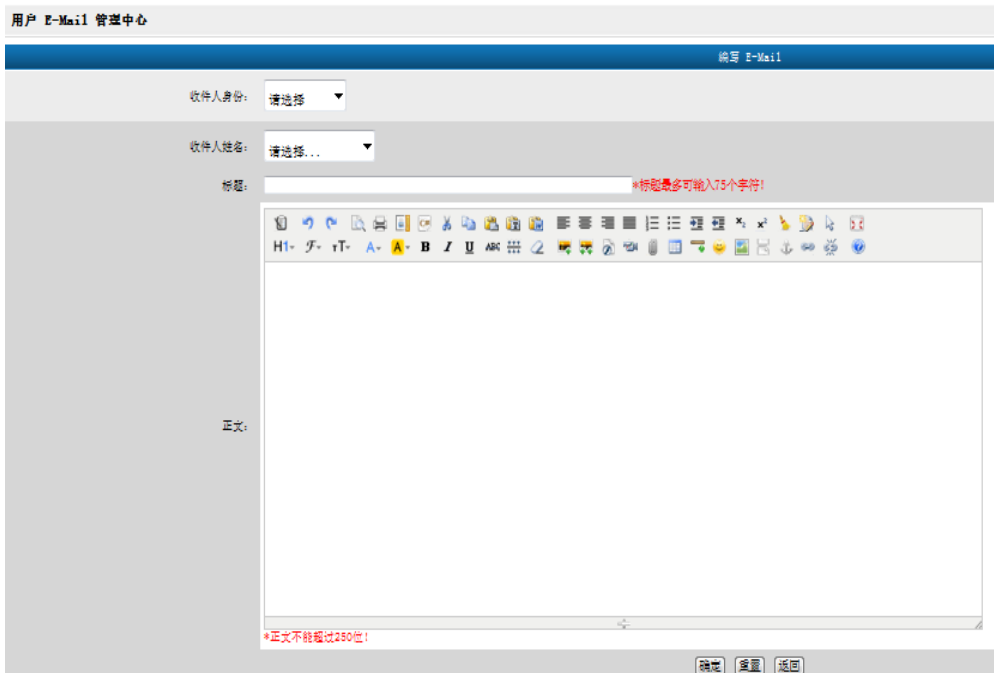 用户 E-Mail 管理中心
编写 E-Mail
收件人身份: 请选择
收件人姓名: 请选择...
标题: *标题最多可输入75个字符!
H1 F TT A A B I U ABC
正文:
*正文不能超过250位!
确定 重置 返回